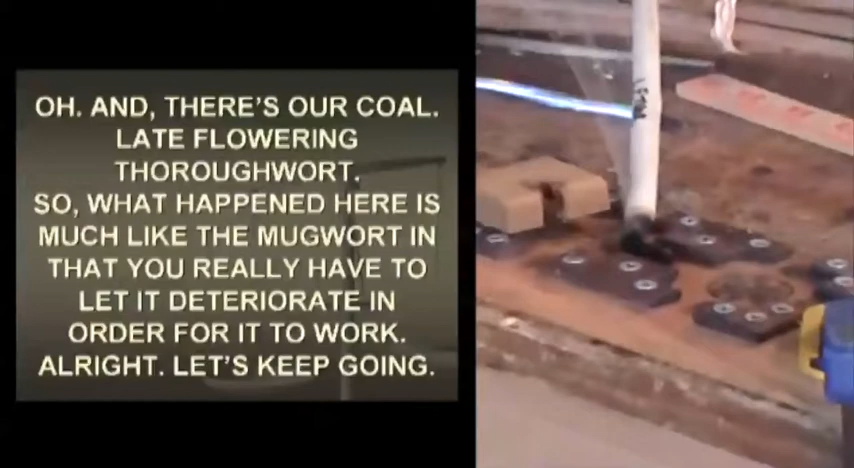 OH. AND, THERE'S OUR COAL.
LATE FLOWERING
THOROUGHWORT.
SO, WHAT HAPPENED HERE IS
MUCH LIKE THE MUGWORT IN
THAT YOU REALLY HAVE TO
LET IT DETERIORATE IN
ORDER FOR IT TO WORK.
ALRIGHT. LET'S KEEP GOING.